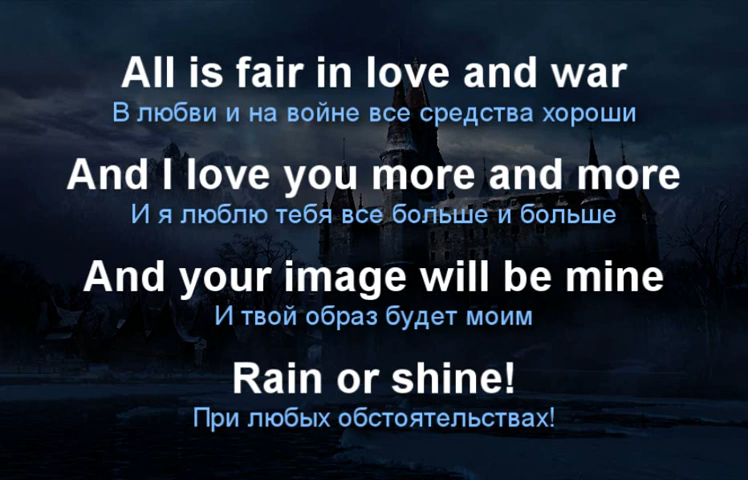 All is fair in love and war
В любви и на войне все средства хороши
And I love you more and more
И я люблю тебя все больше и больше
And your image will be mine
И твой образ будет моим
Rain or shine!
При любых обстоятельствах!